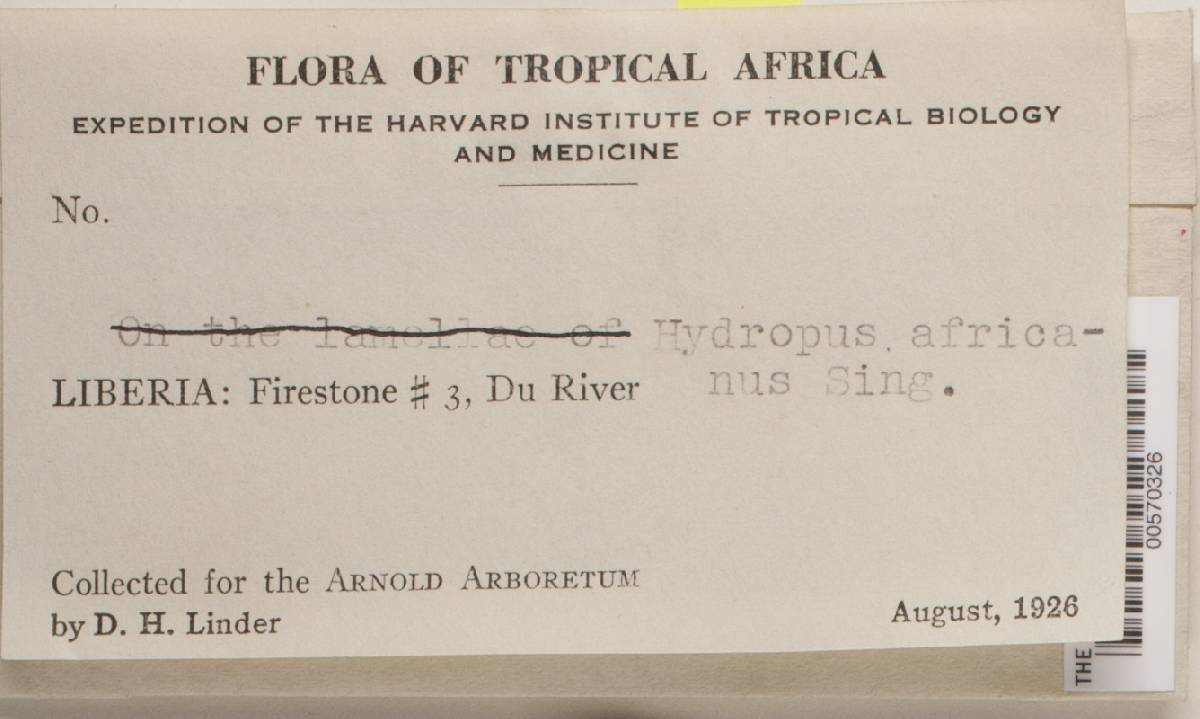 FLORA OF TROPICAL AFRICA
EXPEDITION OF THE HARVARD INSTITUTE OF TROPICAL BIOLOGY
AND MEDICINE
No.
On the lamellae of Hydropus africa-
nus Sing.
LIBERIA: Firestone # 3, Du River
Collected for the ARNOLD ARBORETUM
by D. H. Linder
August, 1926
00570326
THE